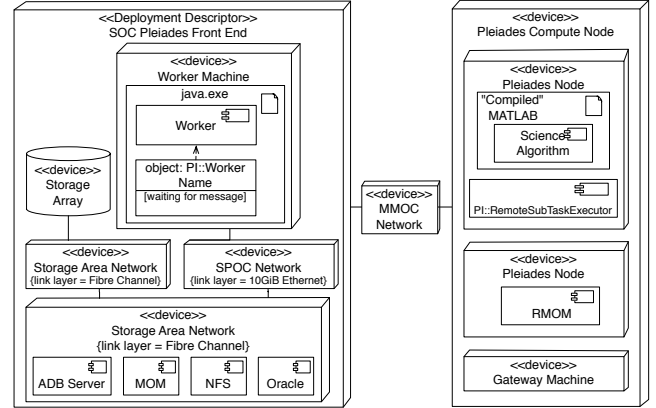 <<Deployment Descriptor>>
SOC Pleiades Front End
<<device>>
Worker Machine
java.exe
Worker
object: PI::Worker
Name
[waiting for message]
<<device>>
Storage
Array
<<device>>
Storage Area Network
{link layer = Fibre Channel}
<<device>>
SPOC Network
{link layer = 10GiB Ethernet}
<<device>>
Storage Area Network
{link layer = Fibre Channel}
ADB Server
MOM
NFS
Oracle
<<device>>
MMOC
Network
<<device>>
Pleiades Compute Node
<<device>>
Pleiades Node
"Compiled"
MATLAB
Science
Algorithm
PI::RemoteSubTaskExecutor
<<device>>
Pleiades Node
RMOM
<<device>>
Gateway Machine